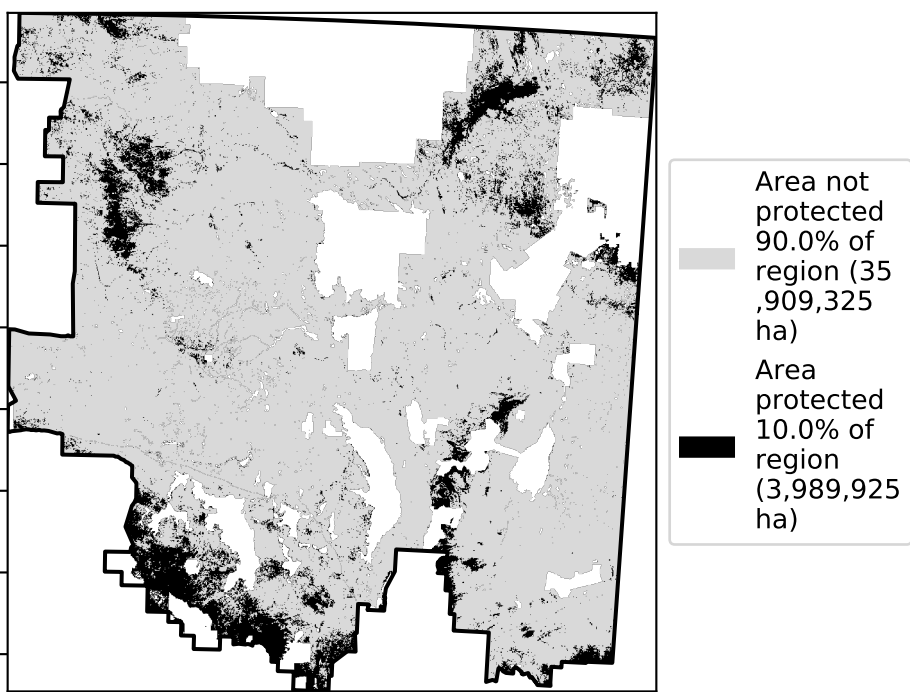 Area not
protected
90.0% of
region (35
,909,325
ha)
Area
protected
10.0% of
region
(3,989,925
ha)